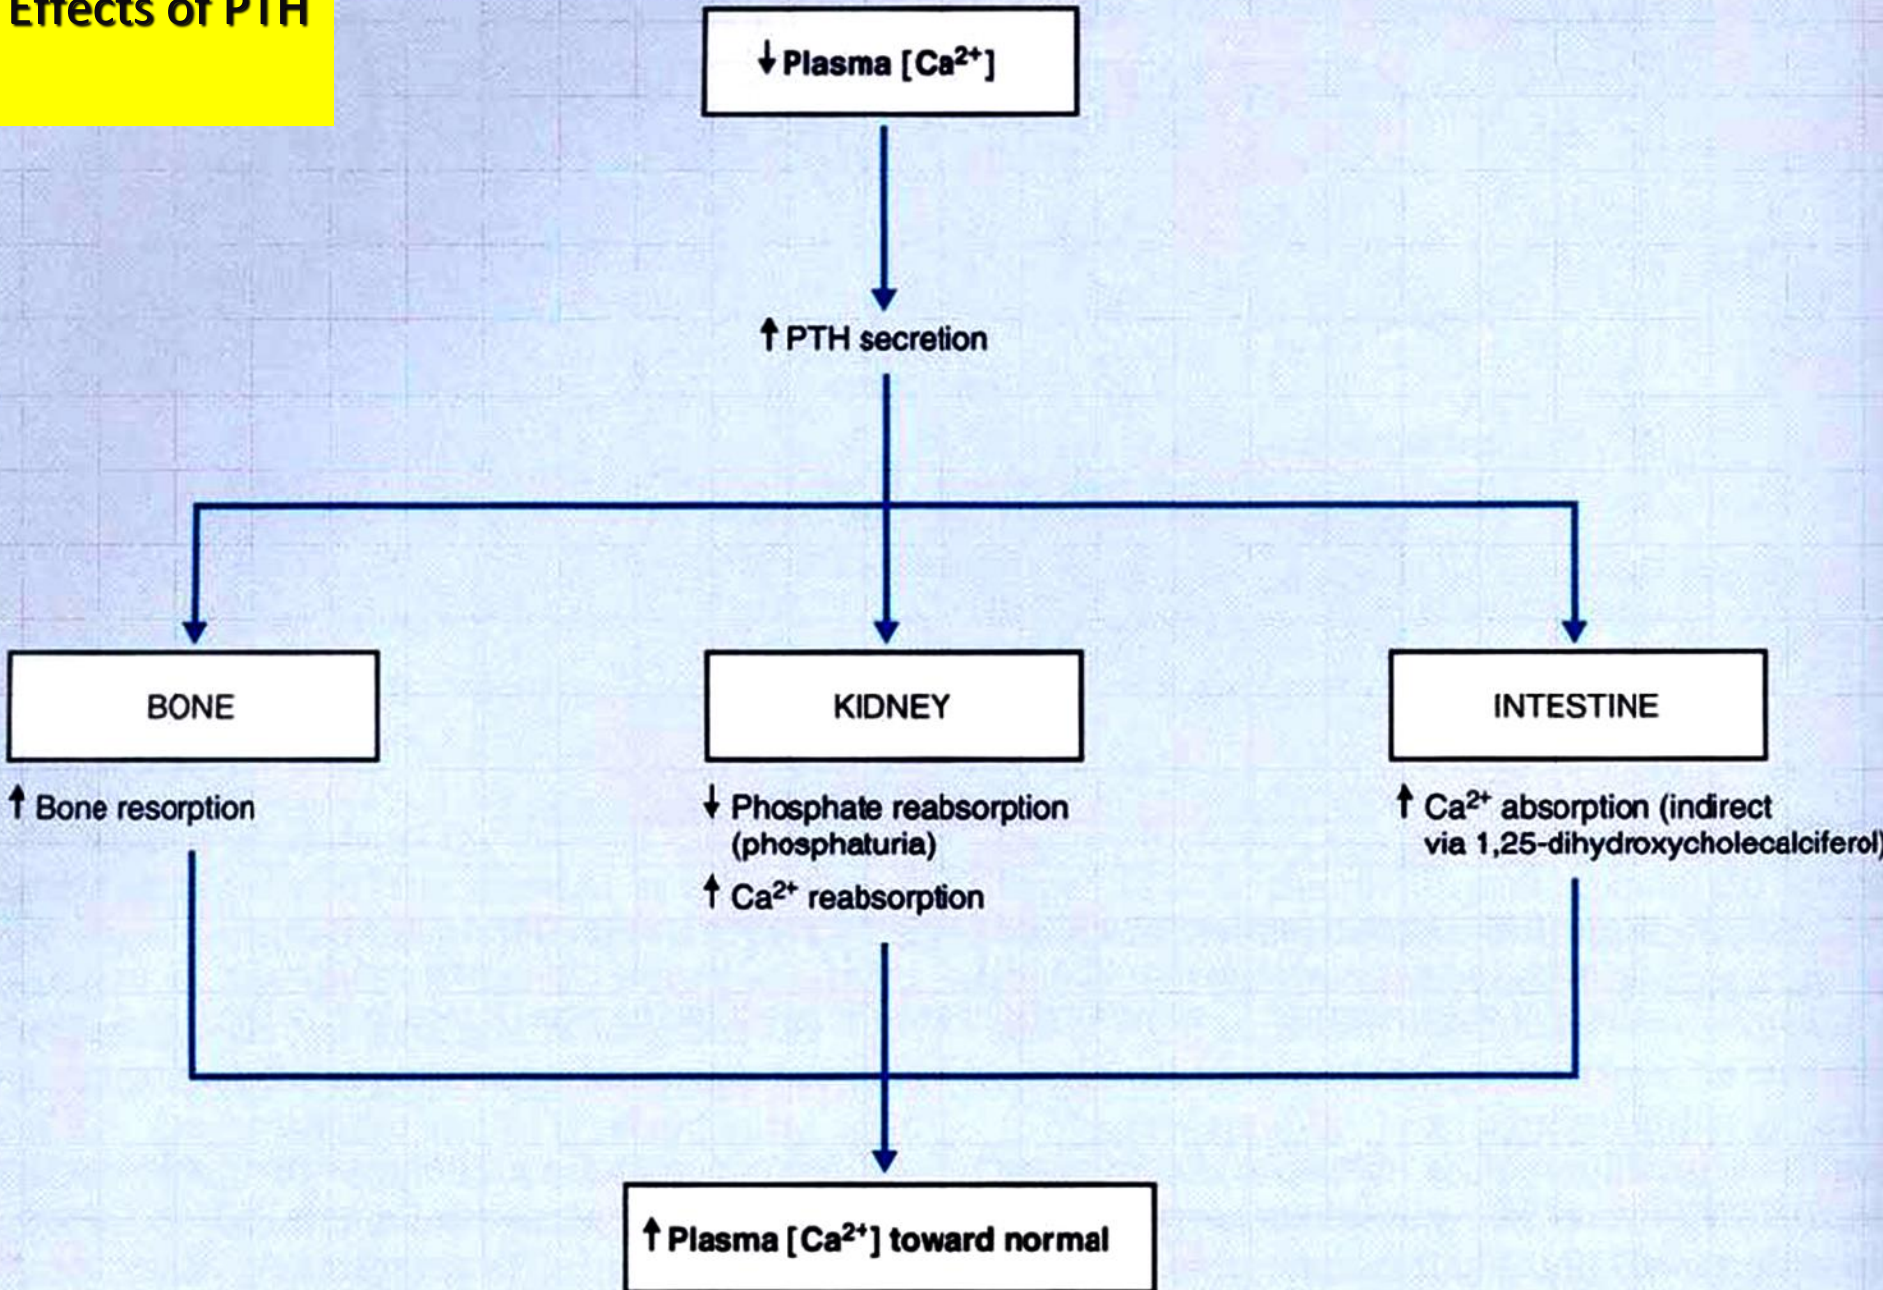 Effects of PTH
↓ Plasma [Ca²⁺]
↑ PTH secretion
BONE
↑ Bone resorption
KIDNEY
↓ Phosphate reabsorption
(phosphaturia)
↑ Ca²⁺ reabsorption
INTESTINE
↑ Ca²⁺ absorption (indirect
via 1,25-dihydroxycholecalciferol)
↑ Plasma [Ca²⁺] toward normal